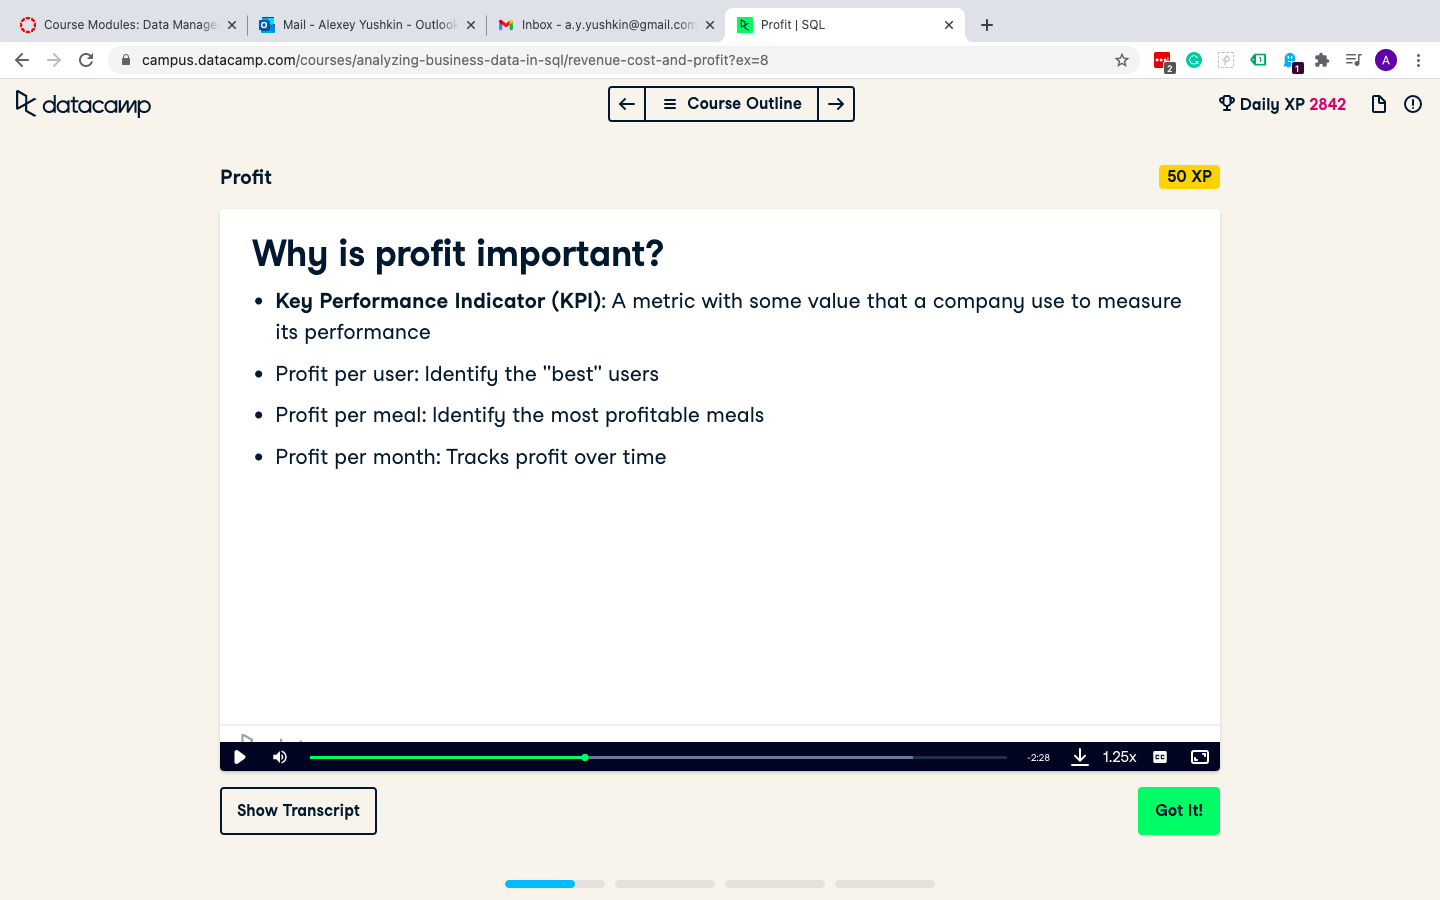 Course Modules: Data Manage
Mail - Alexey Yushkin - Outlook
Inbox - a.y.yushkin@gmail.com
Profit | SQL
campus.datacamp.com/courses/analyzing-business-data-in-sql/revenue-cost-and-profit?ex=8
2
1
1
A
datacamp
Course Outline
Daily XP 2842
Profit
50 XP
Why is profit important?
• Key Performance Indicator (KPI): A metric with some value that a company use to measure
its performance
• Profit per user: Identify the "best" users
• Profit per meal: Identify the most profitable meals
• Profit per month: Tracks profit over time
-2:28
1.25x
CC
Show Transcript
Got It!